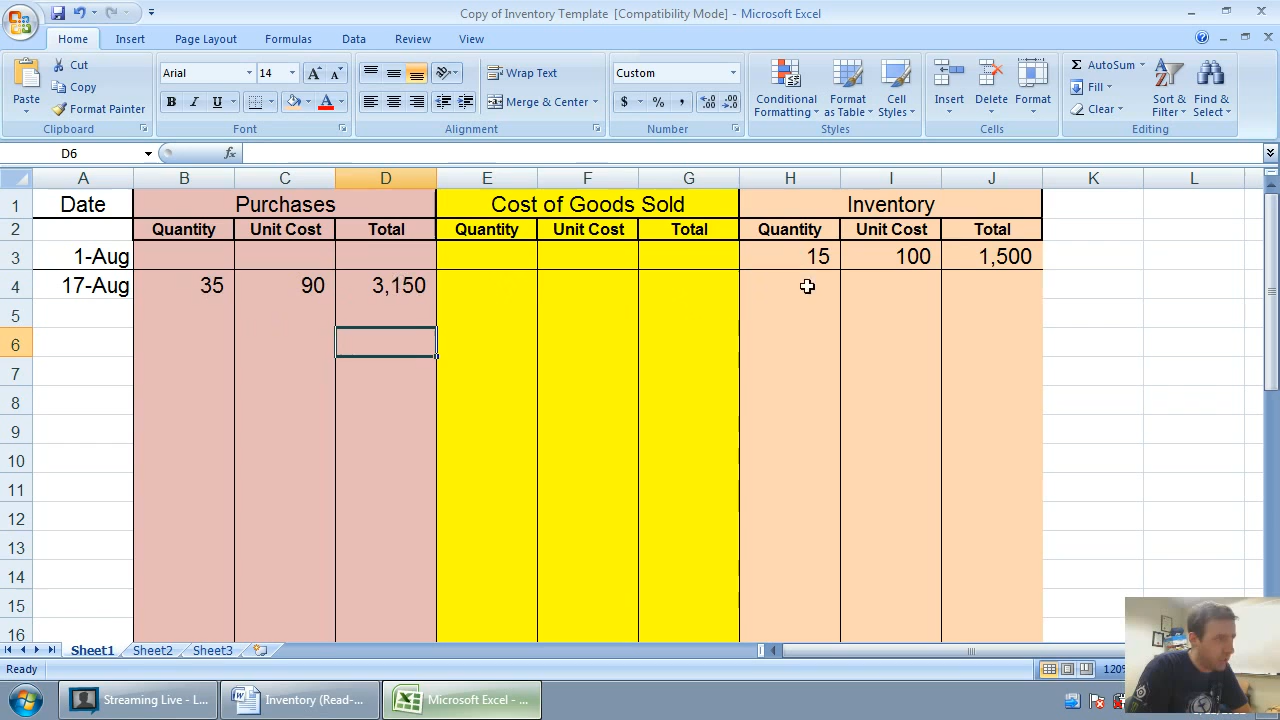 Copy of Inventory Template [Compatibility Mode] - Microsoft Excel
Home Insert Page Layout Formulas Data Review View
Paste Cut Copy Format Painter Clipboard
Arial 14 A A B I U A Font
Wrap Text Merge & Center Alignment
Custom $ % , Number
Conditional Formatting Format as Table Cell Styles Styles
Insert Delete Format Cells
Σ AutoSum Fill Clear Sort & Filter Find & Select Editing
D6 fx
A B C D E F G H I J K L
1 Date Purchases Cost of Goods Sold Inventory
2 Quantity Unit Cost Total Quantity Unit Cost Total Quantity Unit Cost Total
3 1-Aug 15 100 1,500
4 17-Aug 35 90 3,150
5
6
7
8
9
10
11
12
13
14
15
16
Sheet1 Sheet2 Sheet3
Ready 120%
Streaming Live - L... Inventory (Read-... Microsoft Excel - ...